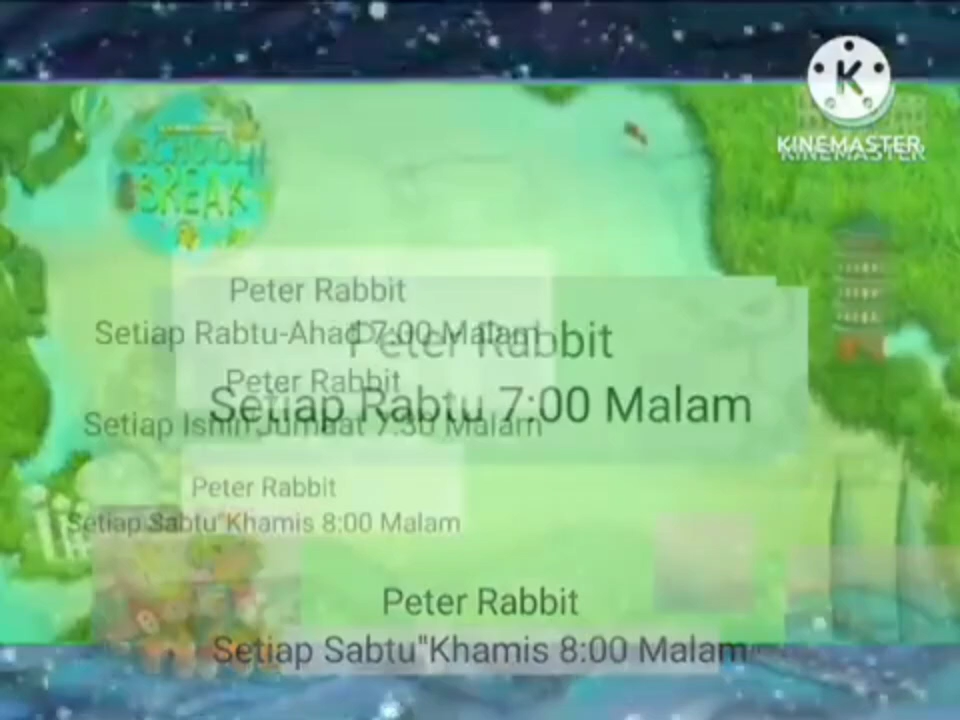 KINEMASTER
SCHOOL
BREAK
Peter Rabbit
Setiap Rabtu-Ahad 7:00 Malam
Peter Rabbit
Setiap Rabtu 7:00 Malam
Peter Rabbit
Setiap Isnin"Jumaat 7:30 Malam
Peter Rabbit
Setiap Sabtu"Khamis 8:00 Malam
Peter Rabbit
Setiap Sabtu"Khamis 8:00 Malam